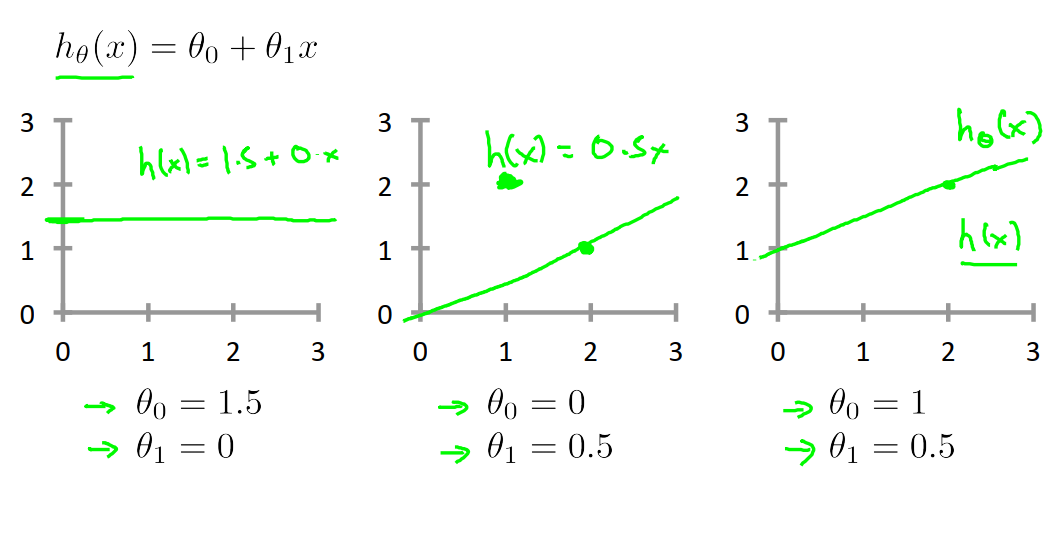 hθ(x) = θ0 + θ1x
3
2
1
0
0 1 2 3
h(x) = 1.5 + 0·x
θ0 = 1.5
θ1 = 0
3
2
1
0
0 1 2 3
h(x) = 0.5x
θ0 = 0
θ1 = 0.5
3
2
1
0
0 1 2 3
hθ(x)
h(x)
θ0 = 1
θ1 = 0.5